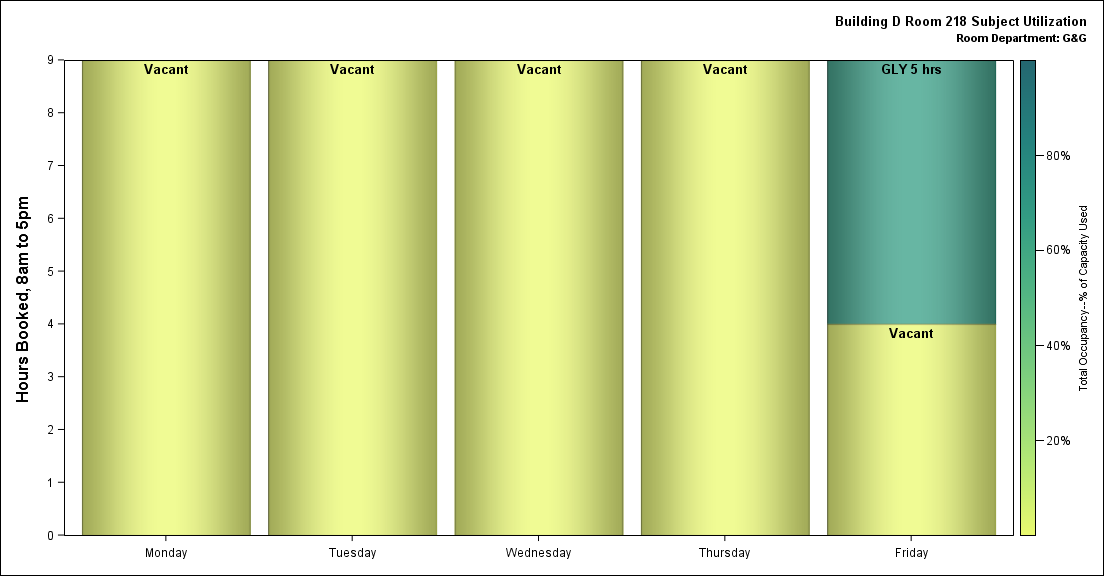 Building D Room 218 Subject Utilization
Room Department: G&G
Hours Booked, 8am to 5pm
9
8
7
6
5
4
3
2
1
0
Vacant
Vacant
Vacant
Vacant
GLY 5 hrs
Vacant
Monday
Tuesday
Wednesday
Thursday
Friday
80%
60%
40%
20%
Total Occupancy--% of Capacity Used